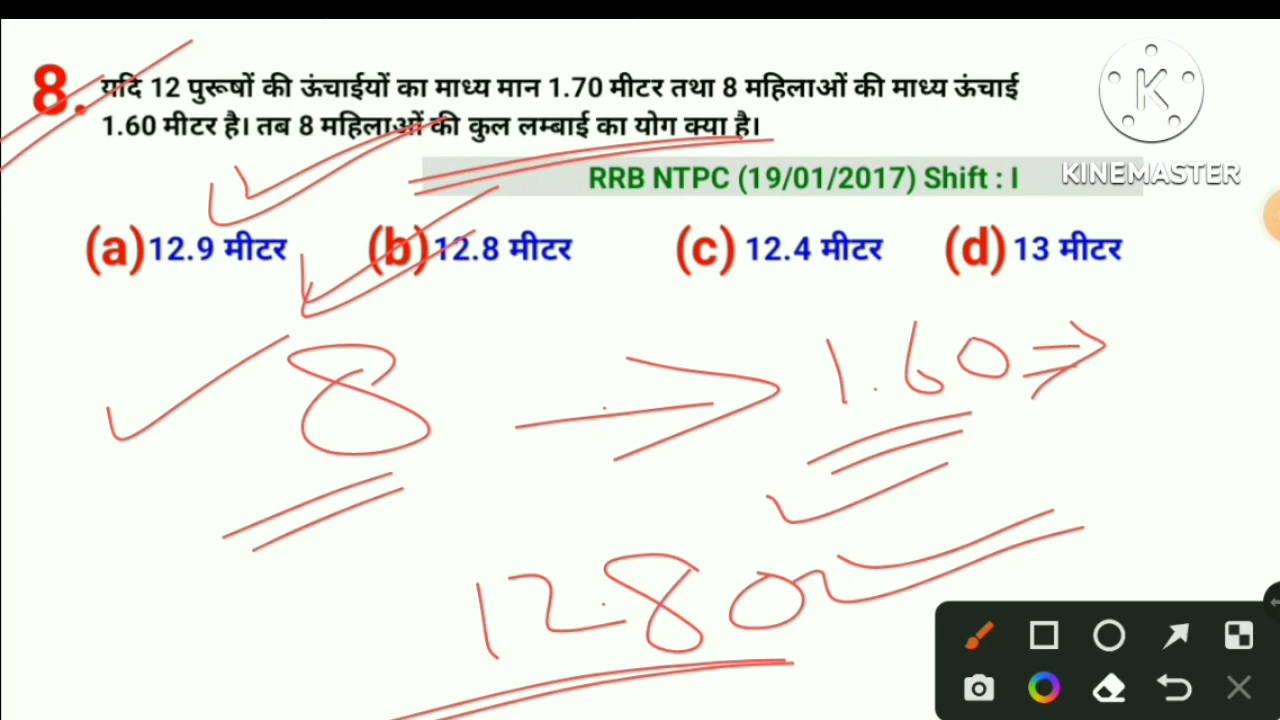 8. यदि 12 पुरूषों की ऊंचाईयों का माध्य मान 1.70 मीटर तथा 8 महिलाओं की माध्य ऊंचाई
1.60 मीटर है। तब 8 महिलाओं की कुल लम्बाई का योग क्या है।
RRB NTPC (19/01/2017) Shift : I
(a) 12.9 मीटर (b) 12.8 मीटर (c) 12.4 मीटर (d) 13 मीटर
8 → 1.60 ⇒
12.80
K
KINEMASTER